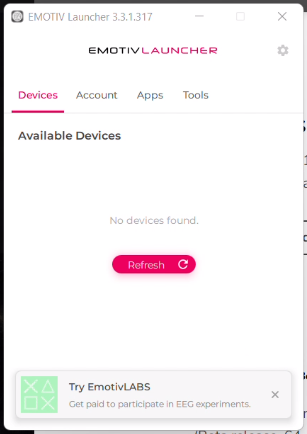 EMOTIV Launcher 3.3.1.317
EMOTIVLAUNCHER
Devices Account Apps Tools
Available Devices
No devices found.
Refresh
Try EmotivLABS
Get paid to participate in EEG experiments.